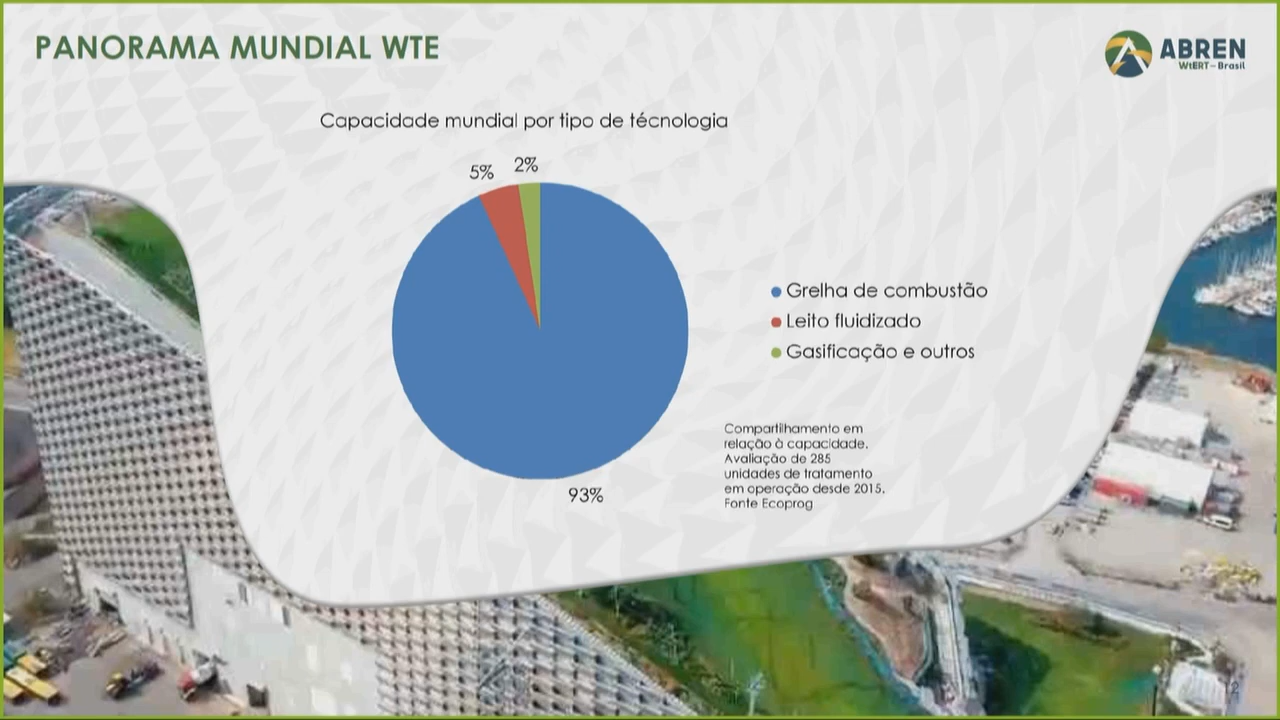 PANORAMA MUNDIAL WTE
ABREN
WtERT - Brasil
Capacidade mundial por tipo de técnologia
5%
2%
93%
Grelha de combustão
Leito fluidizado
Gasificação e outros
Compartilhamento em
relação à capacidade.
Avaliação de 285
unidades de tratamento
em operação desde 2015.
Fonte Ecoprog
12